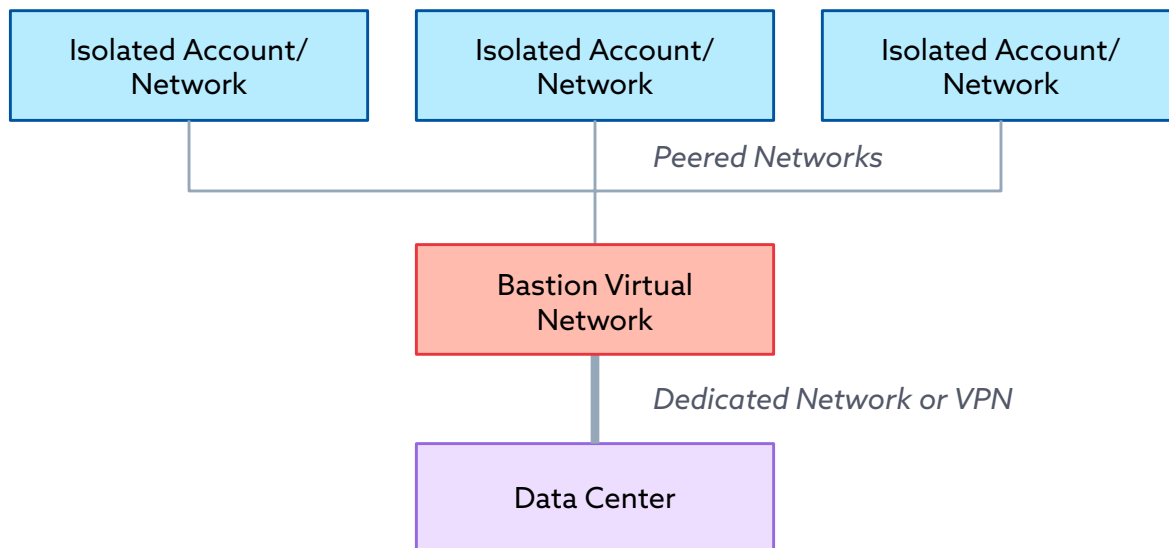 Isolated Account/
Network
Isolated Account/
Network
Isolated Account/
Network
Peered Networks
Bastion Virtual
Network
Dedicated Network or VPN
Data Center